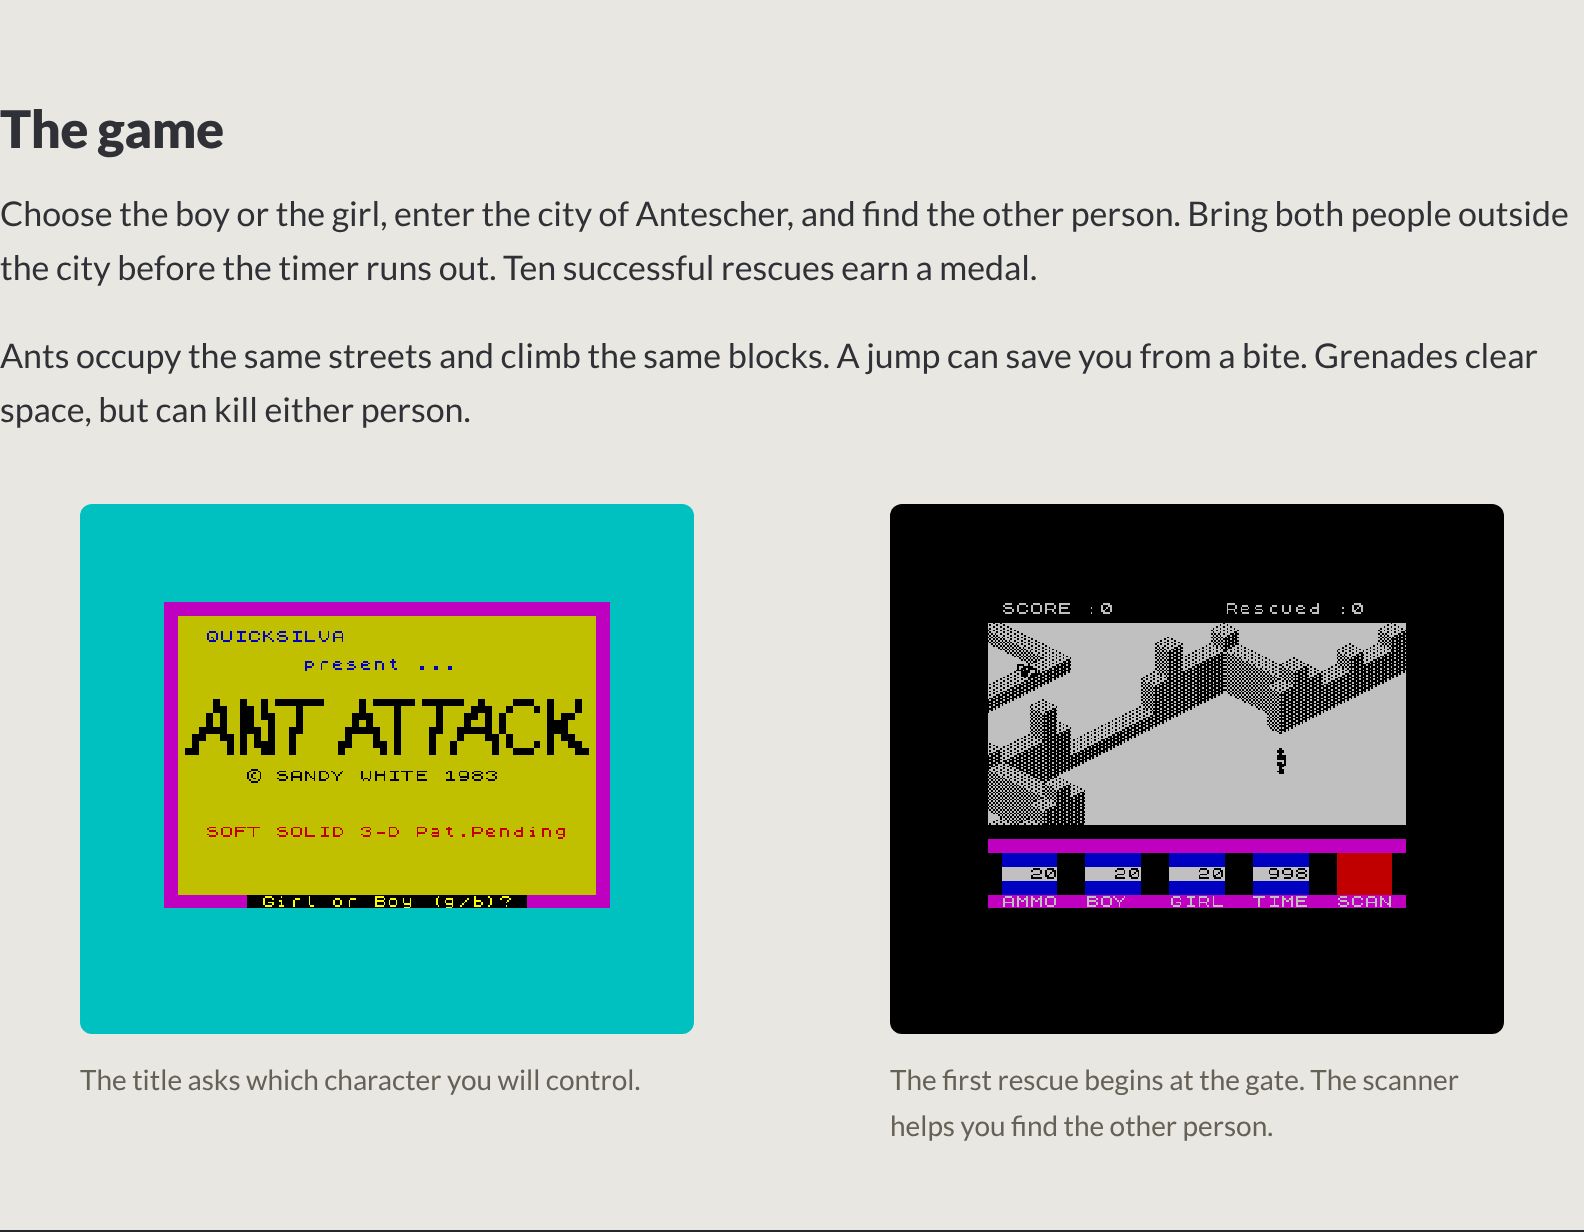 The game
Choose the boy or the girl, enter the city of Antescher, and find the other person. Bring both people outside
the city before the timer runs out. Ten successful rescues earn a medal.
Ants occupy the same streets and climb the same blocks. A jump can save you from a bite. Grenades clear
space, but can kill either person.
QUICKSILVA
present ...
ANT ATTACK
© SANDY WHITE 1983
SOFT SOLID 3-D Pat.Pending
Girl or Boy (g/b)?
The title asks which character you will control.
SCORE :0 Rescued :0
20 20 20 998
AMMO BOY GIRL TIME SCAN
The first rescue begins at the gate. The scanner
helps you find the other person.